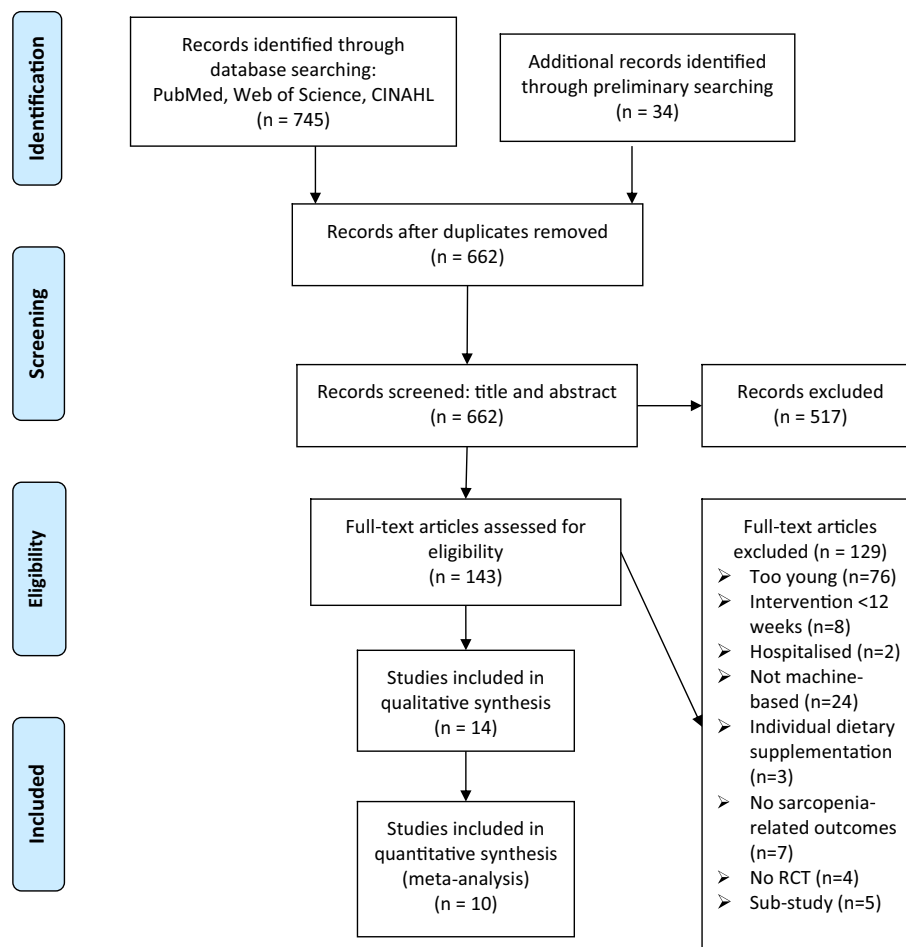 Identification
Records identified through
database searching:
PubMed, Web of Science, CINAHL
(n = 745)
Additional records identified
through preliminary searching
(n = 34)
Records after duplicates removed
(n = 662)
Screening
Records screened: title and abstract
(n = 662)
Records excluded
(n = 517)
Eligibility
Full-text articles assessed for
eligibility
(n = 143)
Full-text articles
excluded (n = 129)
➢ Too young (n=76)
➢ Intervention <12
weeks (n=8)
➢ Hospitalised (n=2)
➢ Not machine-
based (n=24)
➢ Individual dietary
supplementation
(n=3)
➢ No sarcopenia-
related outcomes
(n=7)
➢ No RCT (n=4)
➢ Sub-study (n=5)
Studies included in
qualitative synthesis
(n = 14)
Included
Studies included in
quantitative synthesis
(meta-analysis)
(n = 10)